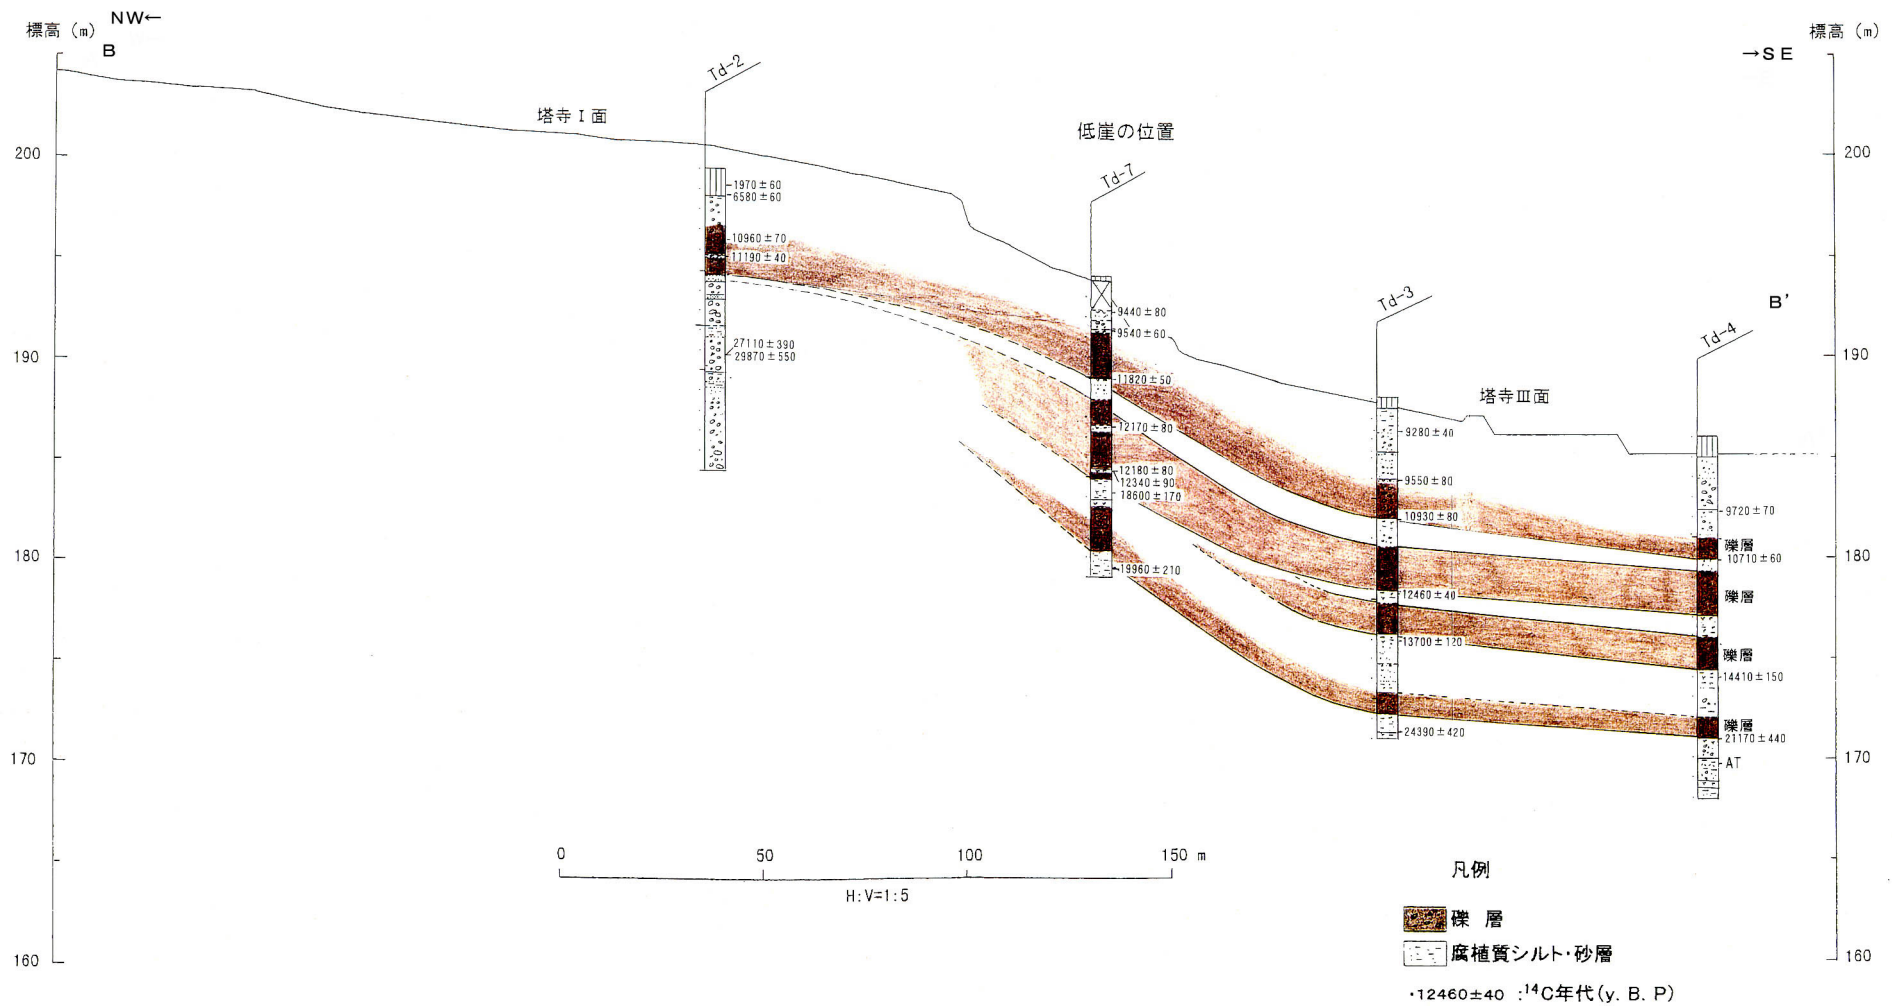 NW←
標高 (m)
B
標高 (m)
→SE
B'
塔寺Ⅰ面
低崖の位置
塔寺Ⅲ面
200
190
180
170
160
200
190
180
170
160
Td-2
1970±60
6580±60
10960±70
11190±40
27110±390
29870±550
Td-7
9440±80
9540±60
11820±50
12170±80
12180±80
12340±90
18600±170
19960±210
Td-3
9280±40
9550±80
10930±80
12460±40
13700±120
24390±420
Td-4
9720±70
礫層
10710±60
礫層
礫層
14410±150
礫層
21170±440
AT
0 50 100 150 m
H:V=1:5
凡例
礫 層
腐植質シルト・砂層
・12460±40 :¹⁴C年代(y. B. P)